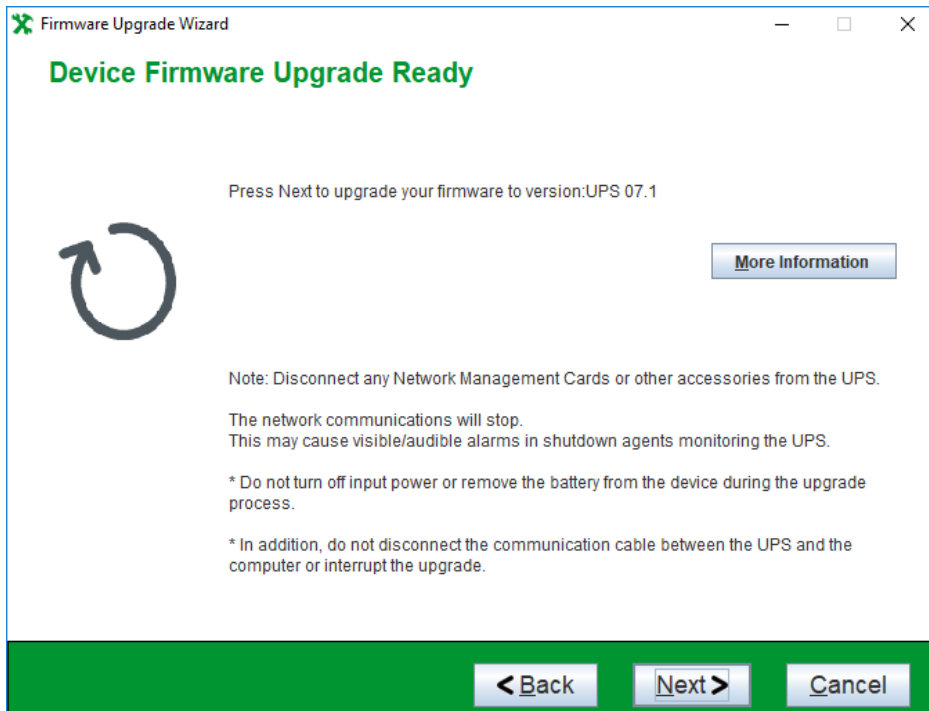 Firmware Upgrade Wizard
Device Firmware Upgrade Ready
Press Next to upgrade your firmware to version:UPS 07.1
More Information
Note: Disconnect any Network Management Cards or other accessories from the UPS.
The network communications will stop.
This may cause visible/audible alarms in shutdown agents monitoring the UPS.
* Do not turn off input power or remove the battery from the device during the upgrade
process.
* In addition, do not disconnect the communication cable between the UPS and the
computer or interrupt the upgrade.
< Back
Next >
Cancel